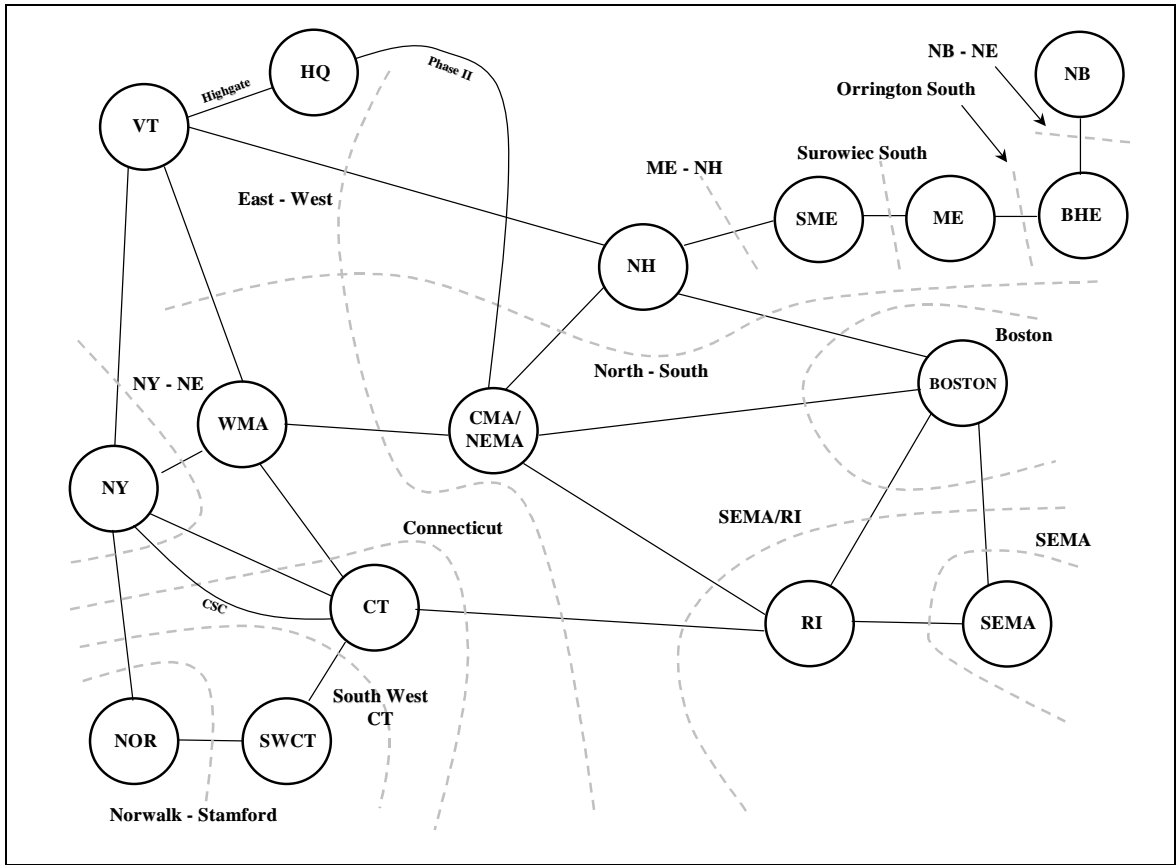 NB - NE
HQ
Phase II
NB
Highgate
Orrington South
VT
Surowiec South
ME - NH
East - West
SME
ME
BHE
NH
Boston
North - South
NY - NE
BOSTON
WMA
CMA/
NEMA
NY
SEMA/RI
Connecticut
SEMA
CSC
CT
RI
SEMA
South West
CT
NOR
SWCT
Norwalk - Stamford